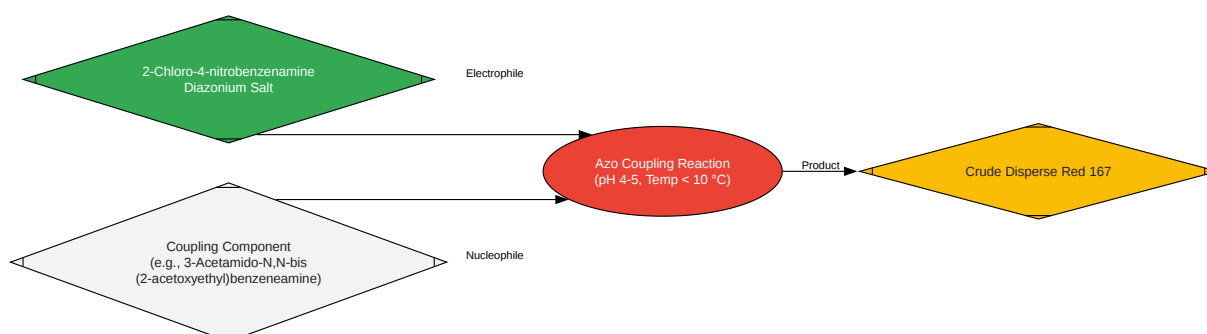 2-Chloro-4-nitrobenzenamine
Diazonium Salt
Electrophile
Azo Coupling Reaction
(pH 4-5, Temp < 10 °C)
Product
Crude Disperse Red 167
Coupling Component
(e.g., 3-Acetamido-N,N-bis
(2-acetoxyethyl)benzeneamine)
Nucleophile